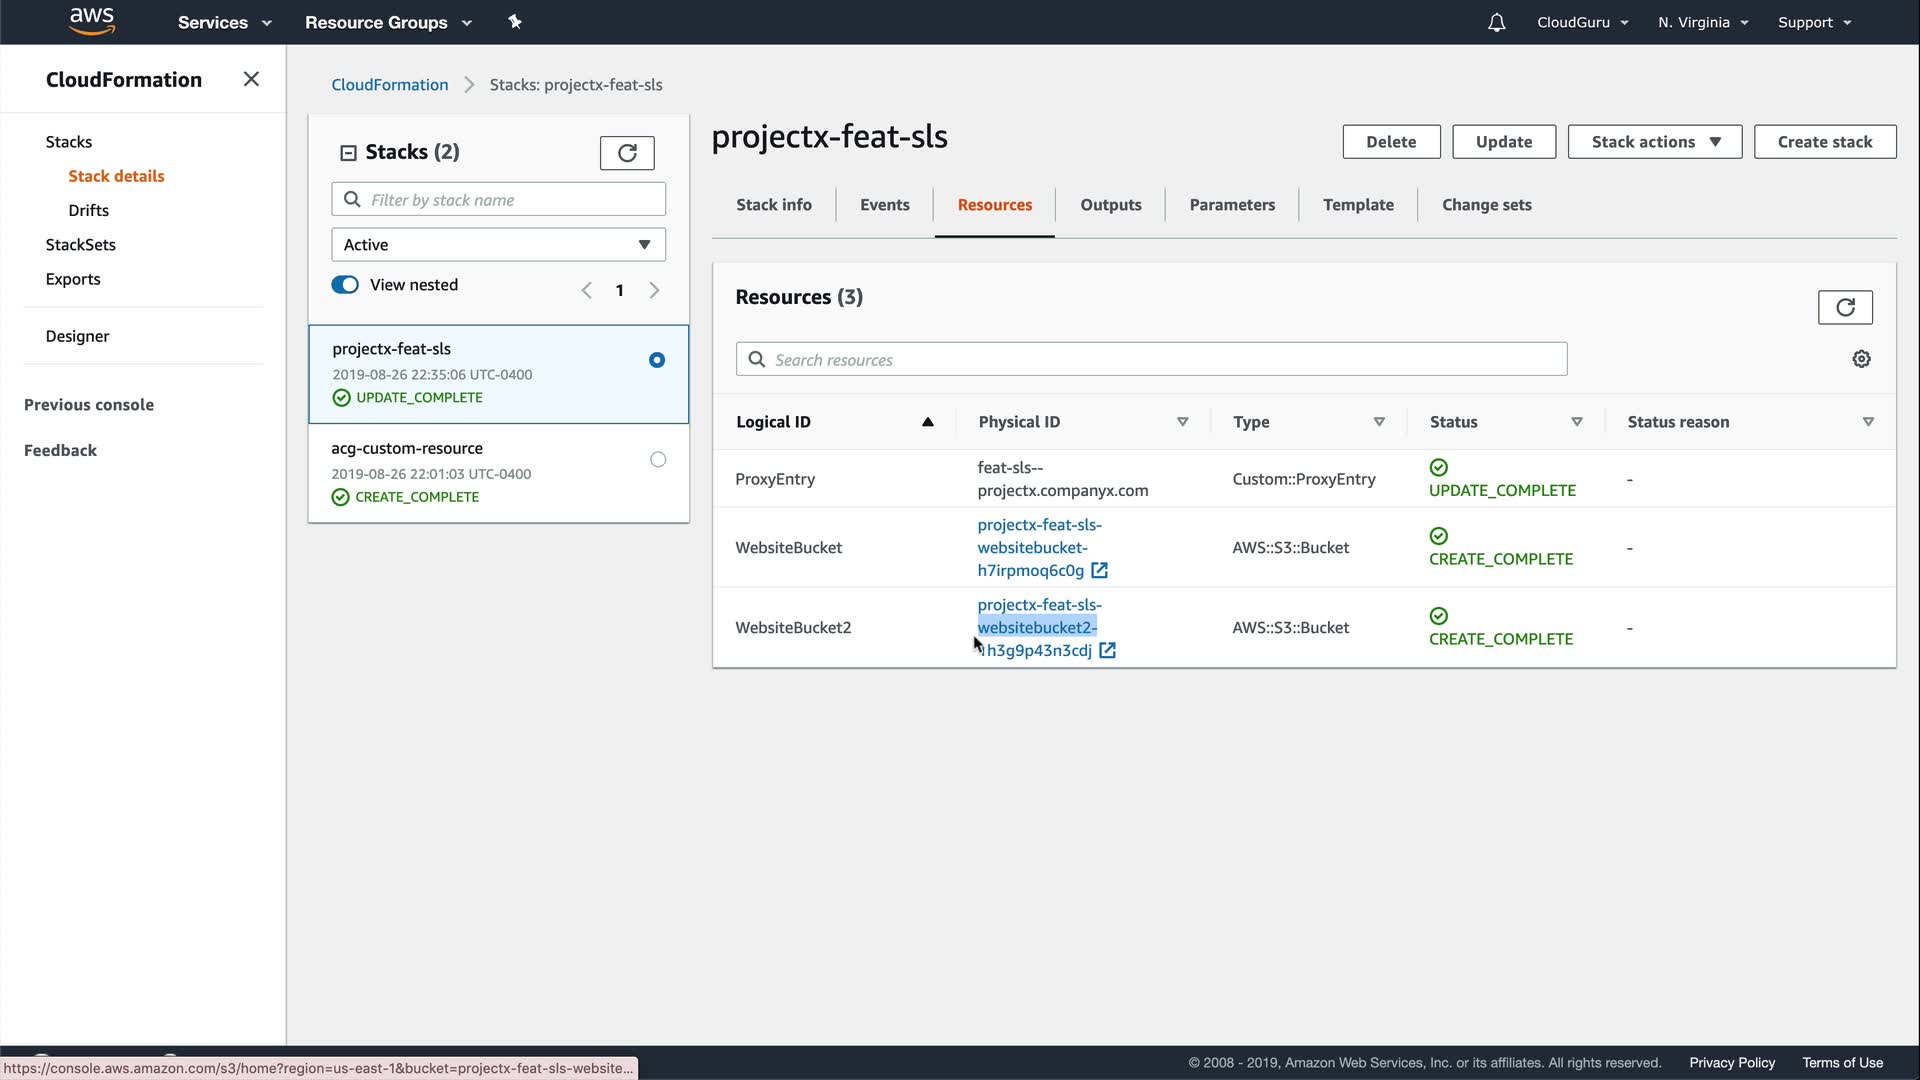 aws Services Resource Groups CloudGuru N. Virginia Support
CloudFormation
Stacks
Stack details
Drifts
StackSets
Exports
Designer
Previous console
Feedback
CloudFormation Stacks: projectx-feat-sls
Stacks (2)
Filter by stack name
Active
View nested 1
projectx-feat-sls
2019-08-26 22:35:06 UTC-0400
UPDATE_COMPLETE
acg-custom-resource
2019-08-26 22:01:03 UTC-0400
CREATE_COMPLETE
projectx-feat-sls
Delete Update Stack actions Create stack
Stack info Events Resources Outputs Parameters Template Change sets
Resources (3)
Search resources
Logical ID Physical ID Type Status Status reason
ProxyEntry
feat-sls--
projectx.companyx.com
Custom::ProxyEntry
UPDATE_COMPLETE
-
WebsiteBucket
projectx-feat-sls-
websitebucket-
h7irpmoq6c0g
AWS::S3::Bucket
CREATE_COMPLETE
-
WebsiteBucket2
projectx-feat-sls-
websitebucket2-
AWS::S3::Bucket
CREATE_COMPLETE
-
https://console.aws.amazon.com/s3/home?region=us-east-1&bucket=projectx-feat-sls-website...
© 2008 - 2019, Amazon Web Services, Inc. or its affiliates. All rights reserved. Privacy Policy Terms of Use